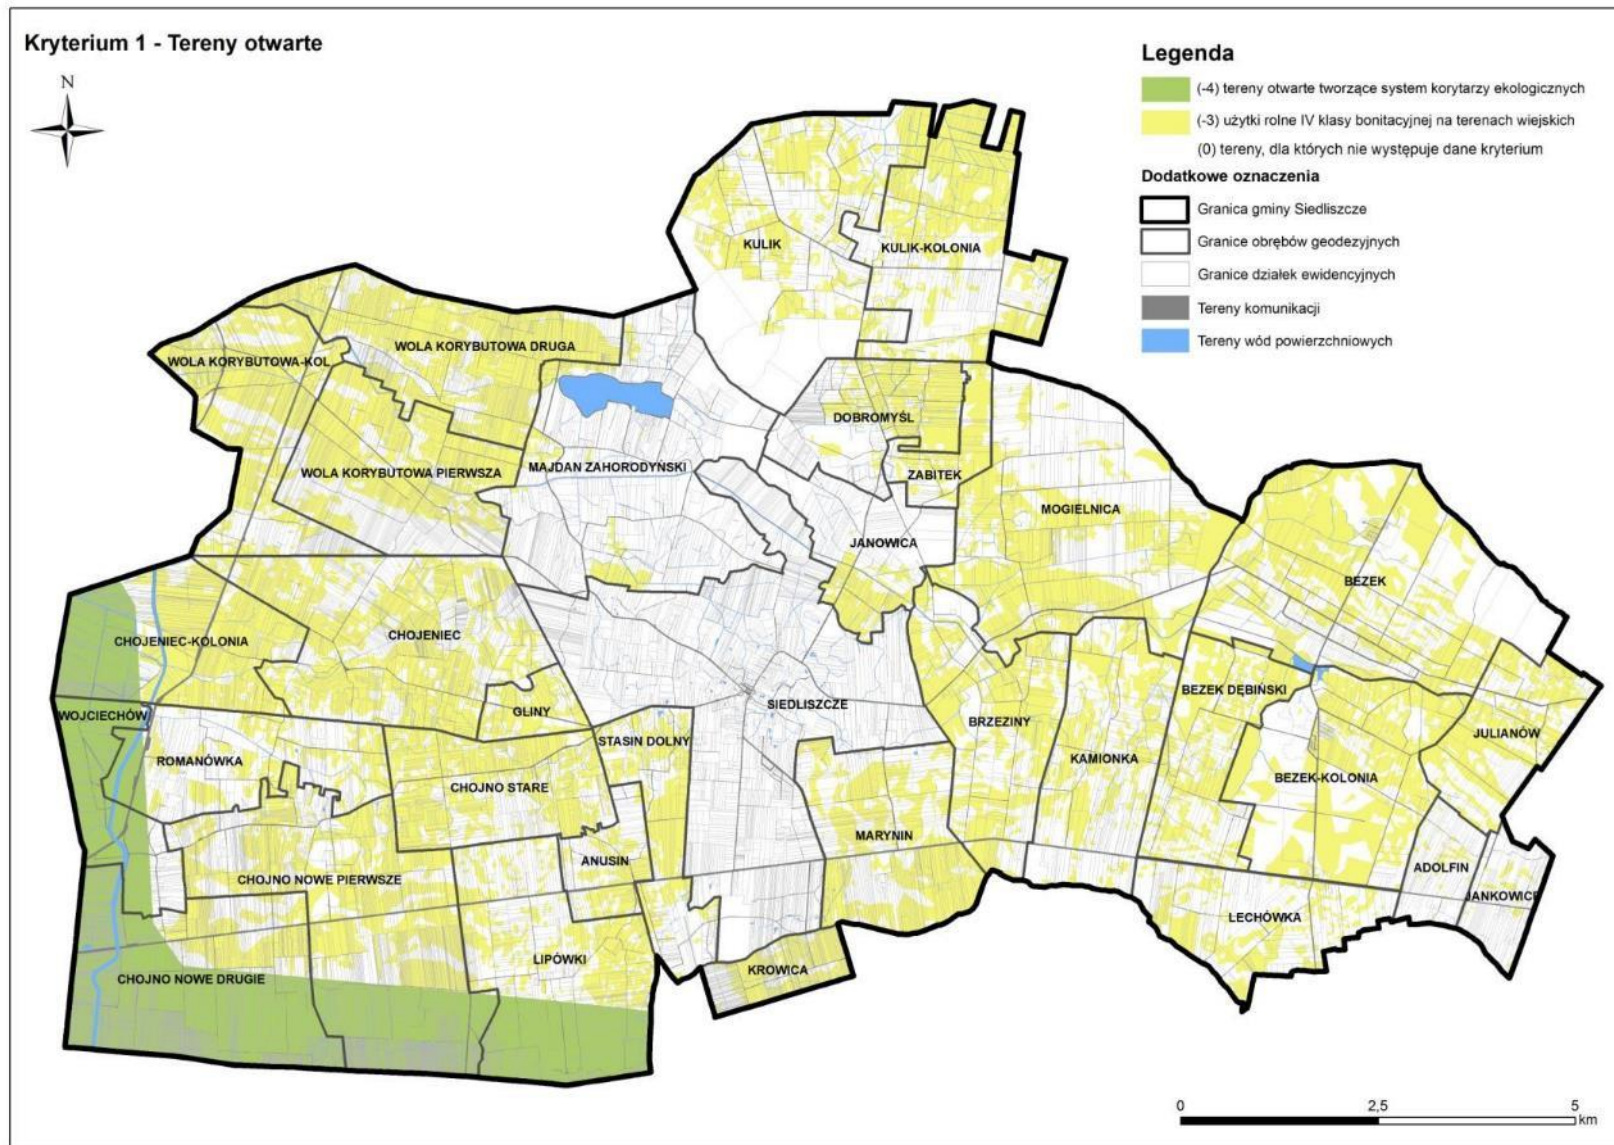 Kryterium 1 - Tereny otwarte
N
Legenda
(-4) tereny otwarte tworzące system korytarzy ekologicznych
(-3) użytki rolne IV klasy bonitacyjnej na terenach wiejskich
(0) tereny, dla których nie występuje dane kryterium
Dodatkowe oznaczenia
Granica gminy Siedliszcze
Granice obrębów geodezyjnych
Granice działek ewidencyjnych
Tereny komunikacji
Tereny wód powierzchniowych
KULIK
KULIK-KOLONIA
WOLA KORYBUTOWA DRUGA
WOLA KORYBUTOWA-KOL
DOBROMYŚL
WOLA KORYBUTOWA PIERWSZA
MAJDAN ZAHORODYŃSKI
ZABITEK
MOGIELNICA
JANOWICA
BEZEK
CHOJENIEC-KOLONIA
CHOJENIEC
BEZEK DĘBIŃSKI
SIEDLISZCZE
GLINY
WOJCIECHÓW
BRZEZINY
JULIANÓW
STASIN DOLNY
KAMIONKA
ROMANÓWKA
BEZEK-KOLONIA
CHOJNO STARE
MARYNIN
ANUSIN
ADOLFIN
CHOJNO NOWE PIERWSZE
JANKOWICE
LECHÓWKA
LIPÓWKI
KROWICA
CHOJNO NOWE DRUGIE
0 2,5 5
km